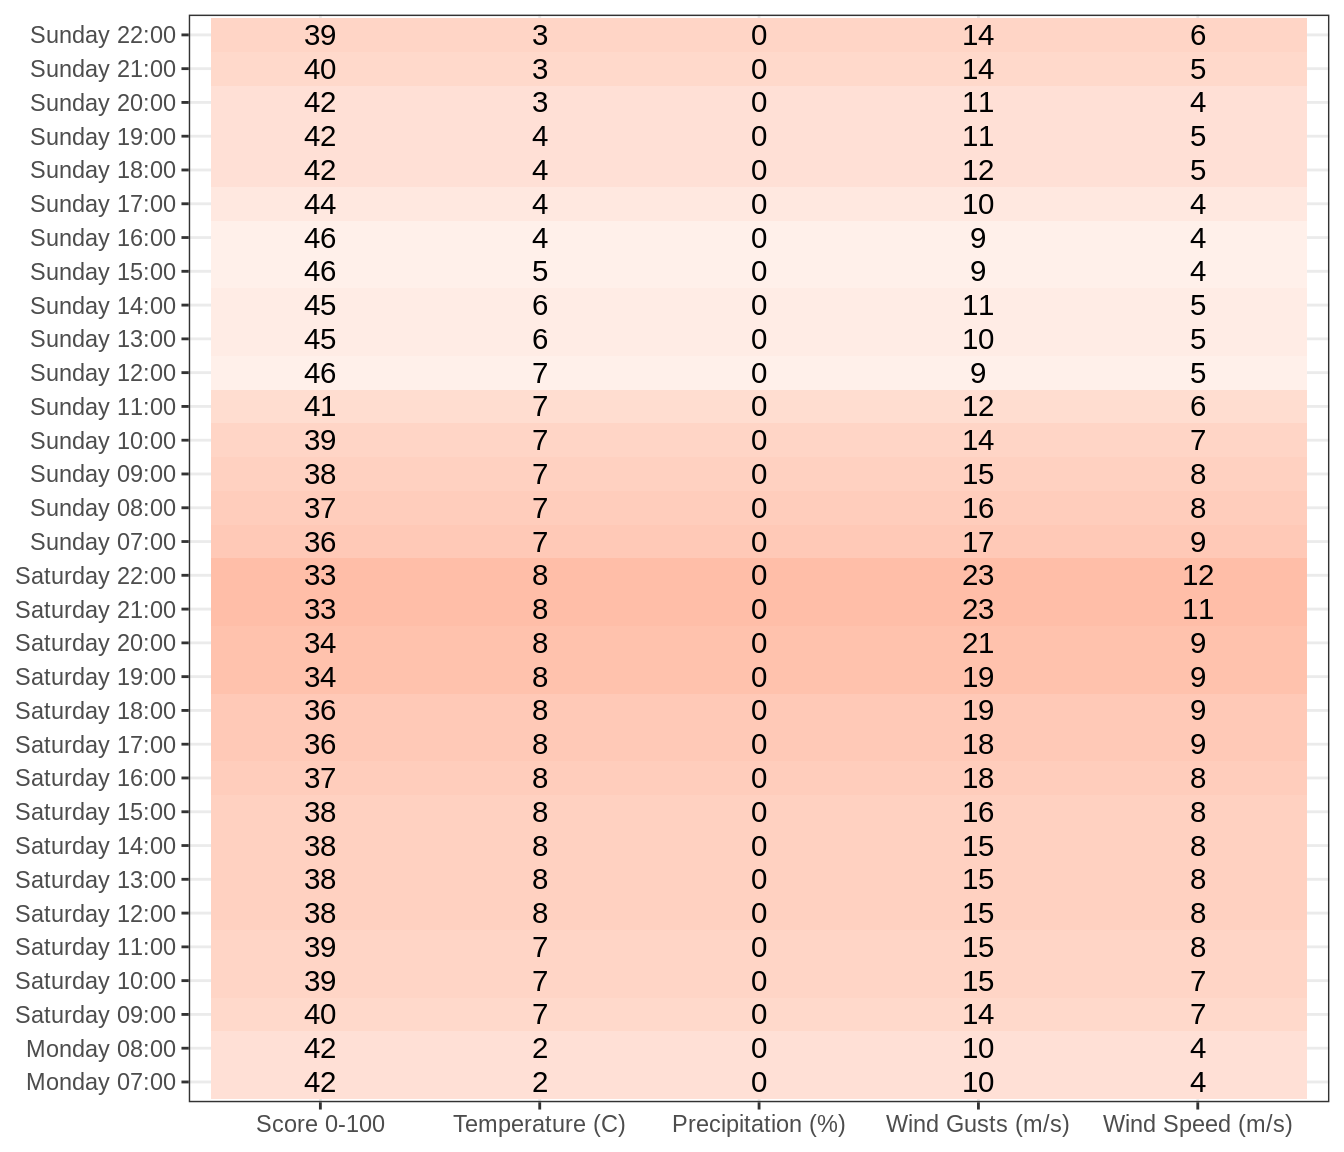 Sunday 22:00 39 3 0 14 6
Sunday 21:00 40 3 0 14 5
Sunday 20:00 42 3 0 11 4
Sunday 19:00 42 4 0 11 5
Sunday 18:00 42 4 0 12 5
Sunday 17:00 44 4 0 10 4
Sunday 16:00 46 4 0 9 4
Sunday 15:00 46 5 0 9 4
Sunday 14:00 45 6 0 11 5
Sunday 13:00 45 6 0 10 5
Sunday 12:00 46 7 0 9 5
Sunday 11:00 41 7 0 12 6
Sunday 10:00 39 7 0 14 7
Sunday 09:00 38 7 0 15 8
Sunday 08:00 37 7 0 16 8
Sunday 07:00 36 7 0 17 9
Saturday 22:00 33 8 0 23 12
Saturday 21:00 33 8 0 23 11
Saturday 20:00 34 8 0 21 9
Saturday 19:00 34 8 0 19 9
Saturday 18:00 36 8 0 19 9
Saturday 17:00 36 8 0 18 9
Saturday 16:00 37 8 0 18 8
Saturday 15:00 38 8 0 16 8
Saturday 14:00 38 8 0 15 8
Saturday 13:00 38 8 0 15 8
Saturday 12:00 38 8 0 15 8
Saturday 11:00 39 7 0 15 8
Saturday 10:00 39 7 0 15 7
Saturday 09:00 40 7 0 14 7
Monday 08:00 42 2 0 10 4
Monday 07:00 42 2 0 10 4
Score 0-100 Temperature (C) Precipitation (%) Wind Gusts (m/s) Wind Speed (m/s)